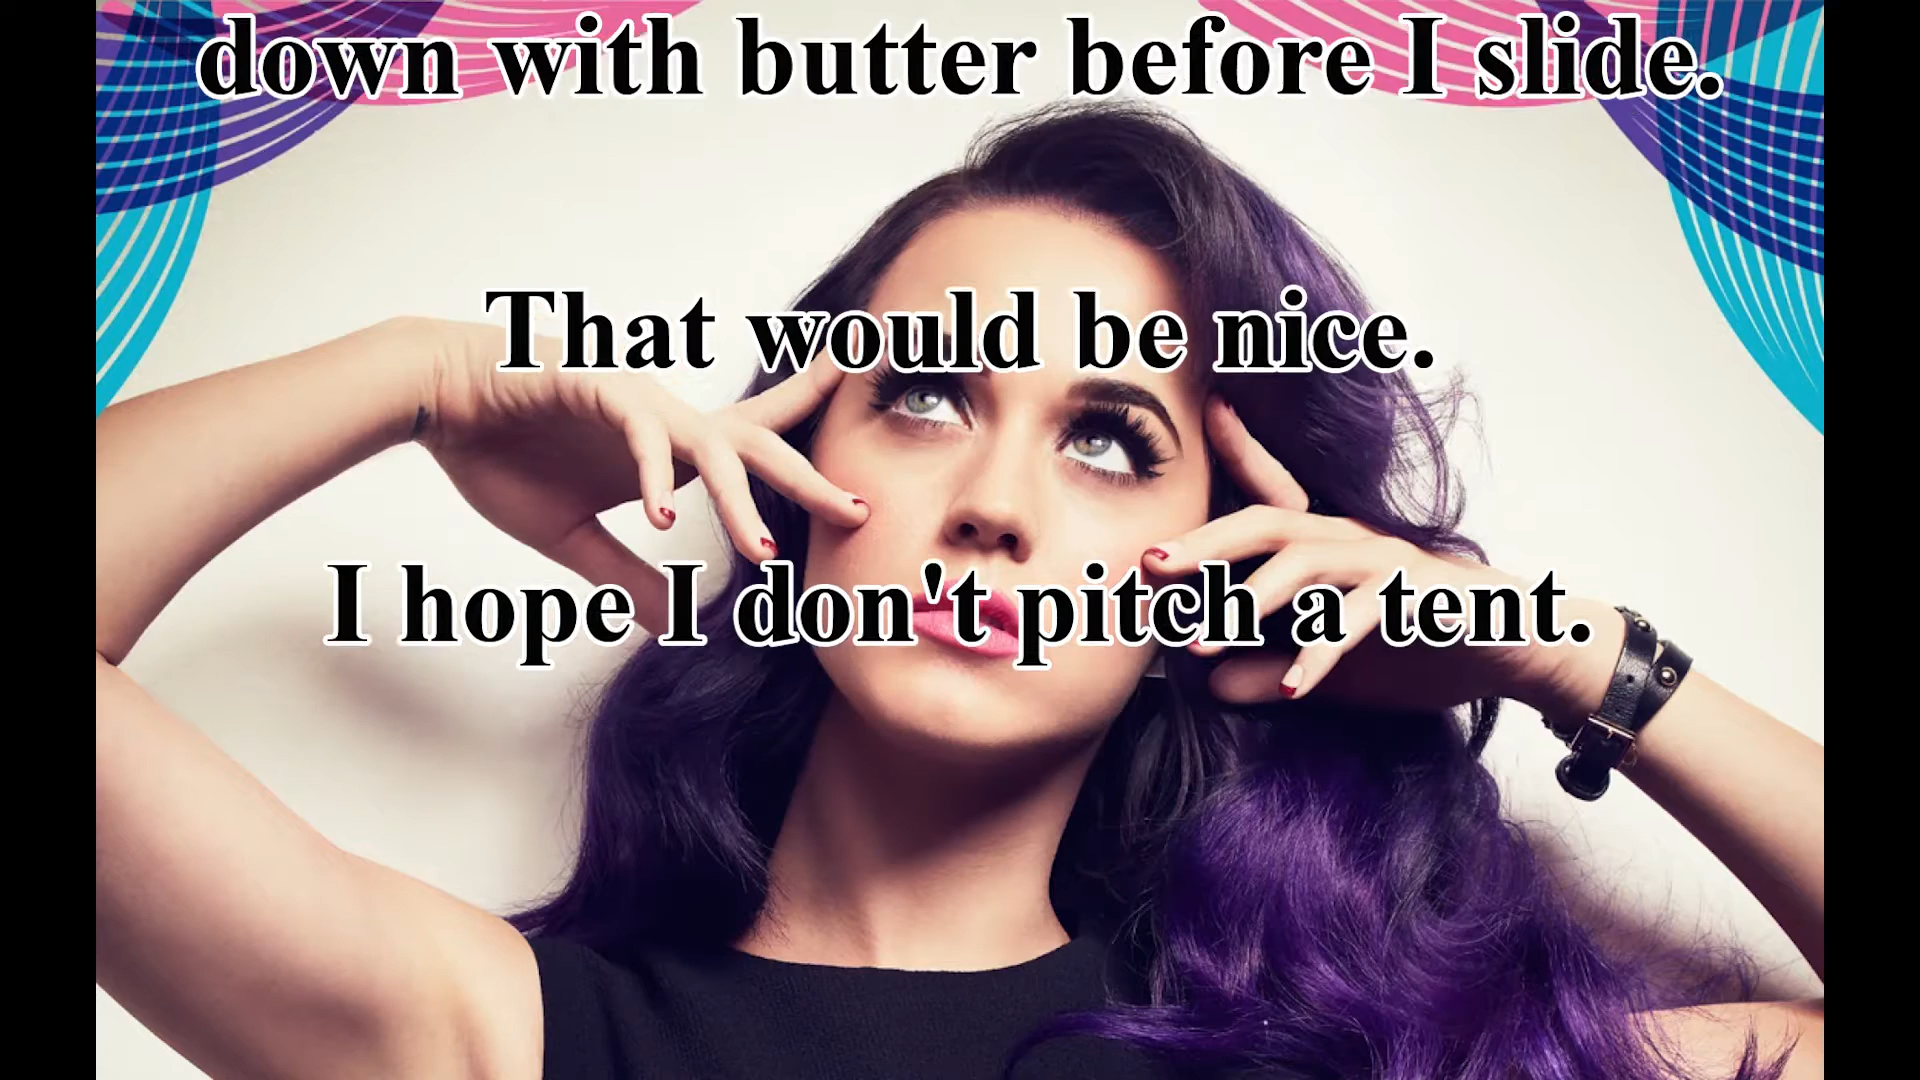 down with butter before I slide.
That would be nice.
I hope I don't pitch a tent.